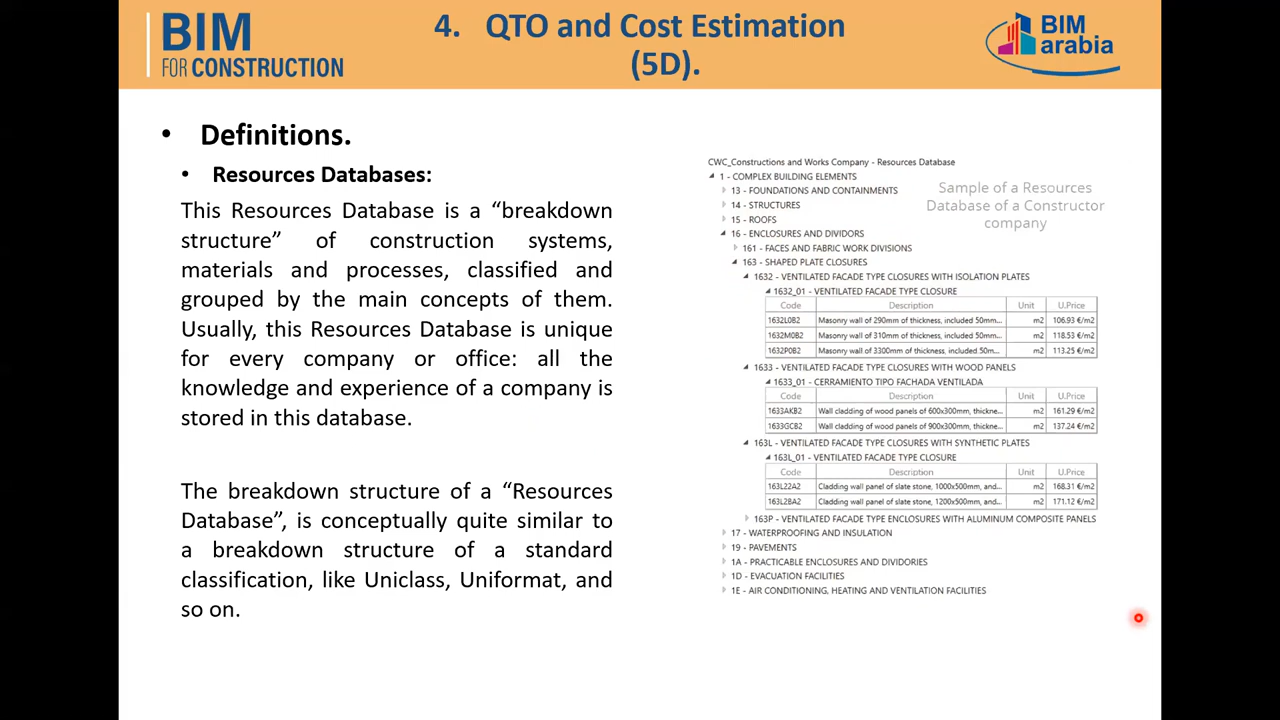 BIM
FOR CONSTRUCTION
4. QTO and Cost Estimation
(5D).
BIM
arabia
• Definitions.
• Resources Databases:
This Resources Database is a “breakdown
structure” of construction systems,
materials and processes, classified and
grouped by the main concepts of them.
Usually, this Resources Database is unique
for every company or office: all the
knowledge and experience of a company is
stored in this database.
The breakdown structure of a “Resources
Database”, is conceptually quite similar to
a breakdown structure of a standard
classification, like Uniclass, Uniformat, and
so on.
Sample of a Resources
Database of a Constructor
company
CWC_Constructions and Works Company - Resources Database
1 - COMPLEX BUILDING ELEMENTS
13 - FOUNDATIONS AND CONTAINMENTS
14 - STRUCTURES
15 - ROOFS
16 - ENCLOSURES AND DIVIDORS
161 - FACES AND FABRIC WORK DIVISIONS
163 - SHAPED PLATE CLOSURES
1632 - VENTILATED FACADE TYPE CLOSURES WITH ISOLATION PLATES
1632_01 - VENTILATED FACADE TYPE CLOSURE
Code Description Unit U.Price
1632L0B2 Masonry wall of 290mm of thickness, included 50mm... m2 106.93 €/m2
1632M0B2 Masonry wall of 310mm of thickness, included 50mm... m2 118.53 €/m2
1632P0B2 Masonry wall of 3300mm of thickness, included 50m... m2 113.25 €/m2
1633 - VENTILATED FACADE TYPE CLOSURES WITH WOOD PANELS
1633_01 - CERRAMIENTO TIPO FACHADA VENTILADA
Code Description Unit U.Price
1633AKB2 Wall cladding of wood panels of 600x300mm, thickne... m2 161.29 €/m2
1633GCB2 Wall cladding of wood panels of 900x300mm, thickne... m2 137.24 €/m2
163L - VENTILATED FACADE TYPE CLOSURES WITH SYNTHETIC PLATES
163L_01 - VENTILATED FACADE TYPE CLOSURE
Code Description Unit U.Price
163L22A2 Cladding wall panel of slate stone, 1000x500mm, and... m2 168.31 €/m2
163L2BA2 Cladding wall panel of slate stone, 1200x500mm, and... m2 171.12 €/m2
163P - VENTILATED FACADE TYPE ENCLOSURES WITH ALUMINUM COMPOSITE PANELS
17 - WATERPROOFING AND INSULATION
19 - PAVEMENTS
1A - PRACTICABLE ENCLOSURES AND DIVIDORIES
1D - EVACUATION FACILITIES
1E - AIR CONDITIONING, HEATING AND VENTILATION FACILITIES